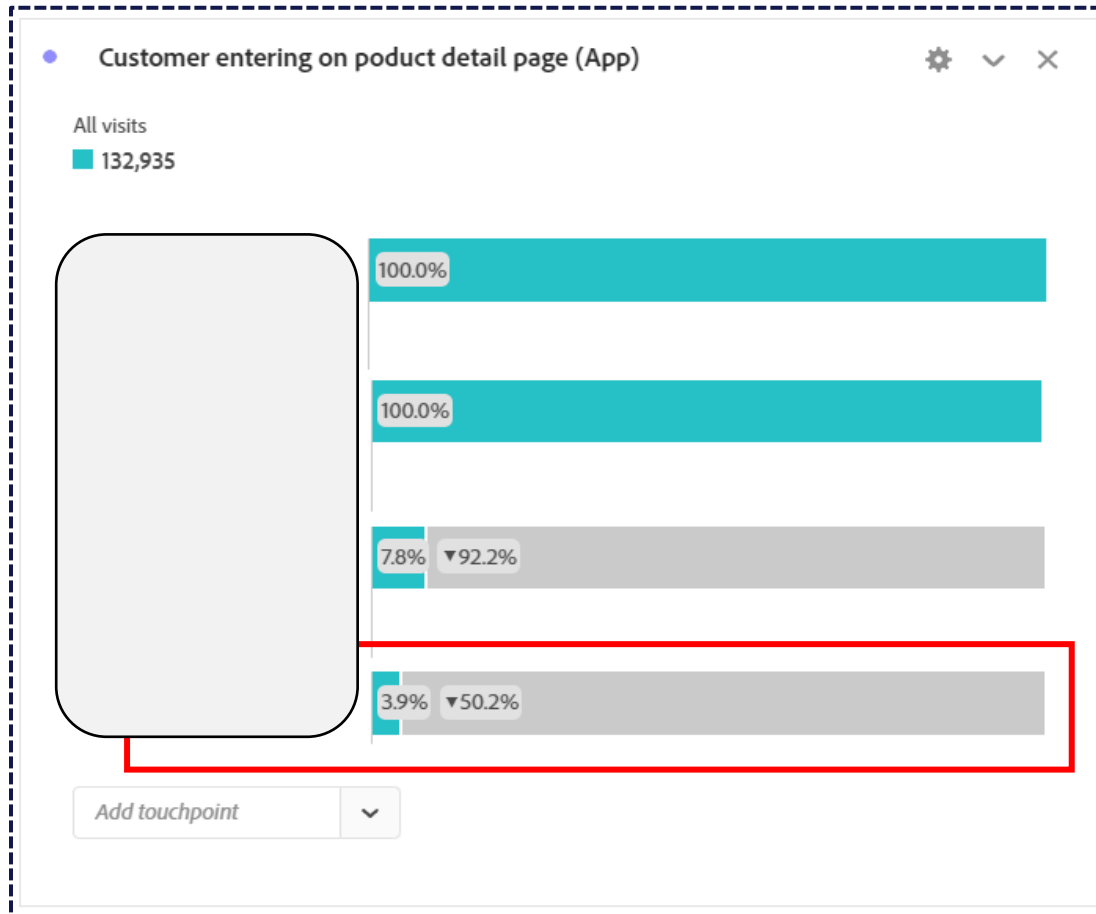 Customer entering on poduct detail page (App)
All visits
132,935
100.0%
100.0%
7.8% ▼92.2%
3.9% ▼50.2%
Add touchpoint